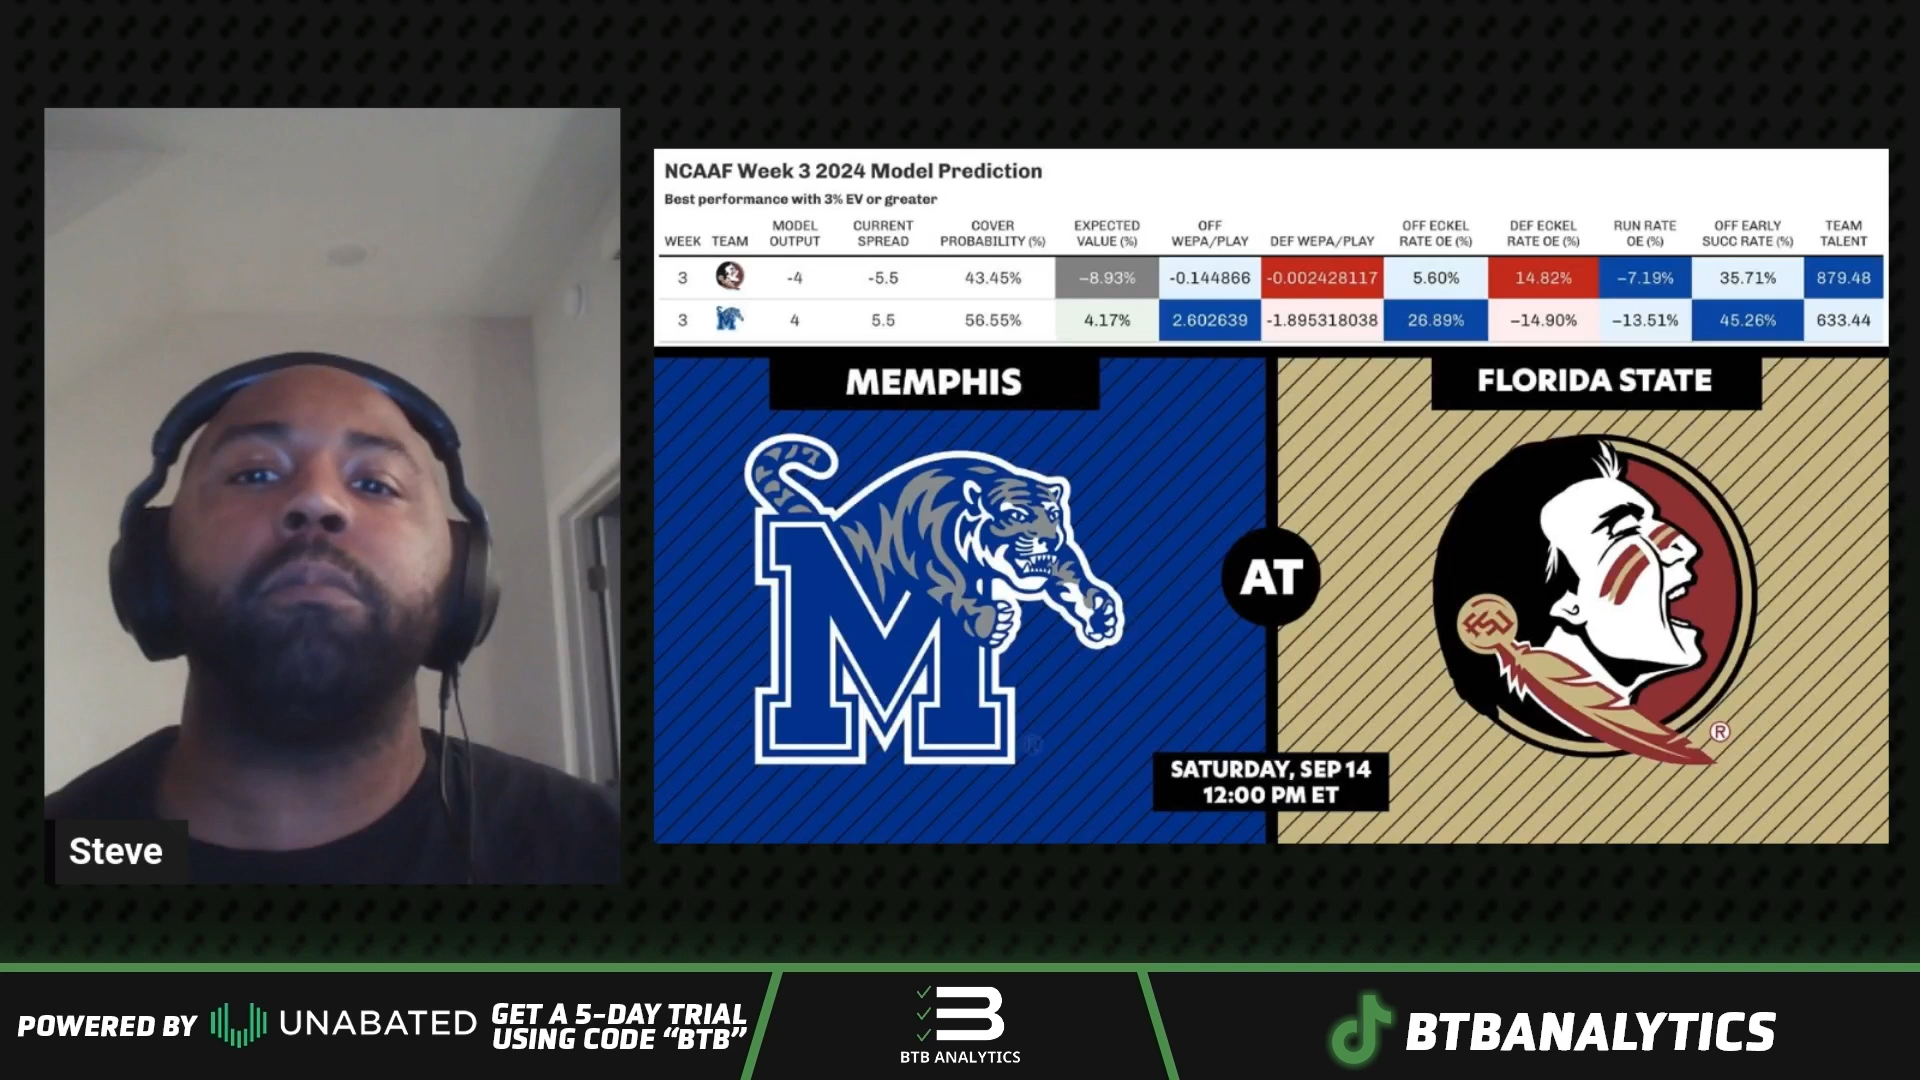 NCAAF Week 3 2024 Model Prediction
Best performance with 3% EV or greater
WEEK TEAM MODEL OUTPUT CURRENT SPREAD COVER PROBABILITY (%) EXPECTED VALUE (%) OFF WEPA/PLAY DEF WEPA/PLAY OFF ECKEL RATE OE (%) DEF ECKEL RATE OE (%) RUN RATE OE (%) OFF EARLY SUCC RATE (%) TEAM TALENT
3 -4 -5.5 43.45% −8.93% -0.144866 -0.002428117 5.60% 14.82% −7.19% 35.71% 879.48
3 M 4 5.5 56.55% 4.17% 2.602639 -1.895318038 26.89% −14.90% −13.51% 45.26% 633.44
MEMPHIS
FLORIDA STATE
M
AT
FSU
®
SATURDAY, SEP 14
12:00 PM ET
Steve
POWERED BY UNABATED
GET A 5-DAY TRIAL
USING CODE “BTB”
B
BTB ANALYTICS
BTBANALYTICS